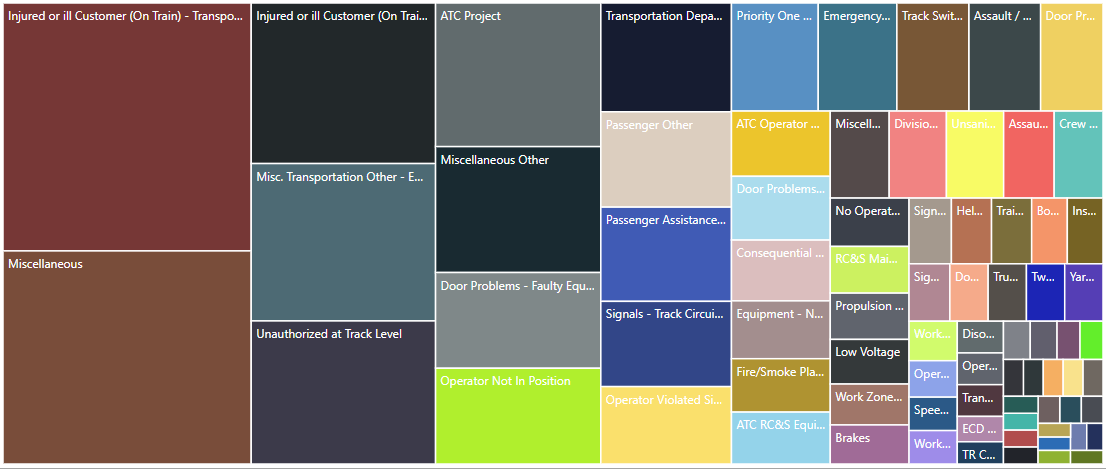 Injured or ill Customer (On Train) - Transpo...
Miscellaneous
Injured or ill Customer (On Trai...
Misc. Transportation Other - E...
Unauthorized at Track Level
ATC Project
Miscellaneous Other
Door Problems - Faulty Equ...
Operator Not In Position
Transportation Depa...
Passenger Other
Passenger Assistance...
Signals - Track Circui...
Operator Violated Si...
Priority One ...
Emergency...
Track Swit...
Assault / ...
Door Pr...
ATC Operator ...
Door Problems...
Consequential ...
Equipment - N...
Fire/Smoke Pla...
ATC RC&S Equi...
Miscell...
Divisio...
Unsani...
Assau...
Crew ...
No Operat...
RC&S Mai...
Propulsion ...
Low Voltage
Work Zone...
Brakes
Sign...
Hel...
Trai...
Bo...
Ins...
Sig...
Do...
Tru...
Tw...
Yar...
Work...
Oper...
Spee...
Work...
Diso...
Oper...
Tran...
ECD ...
TR C...